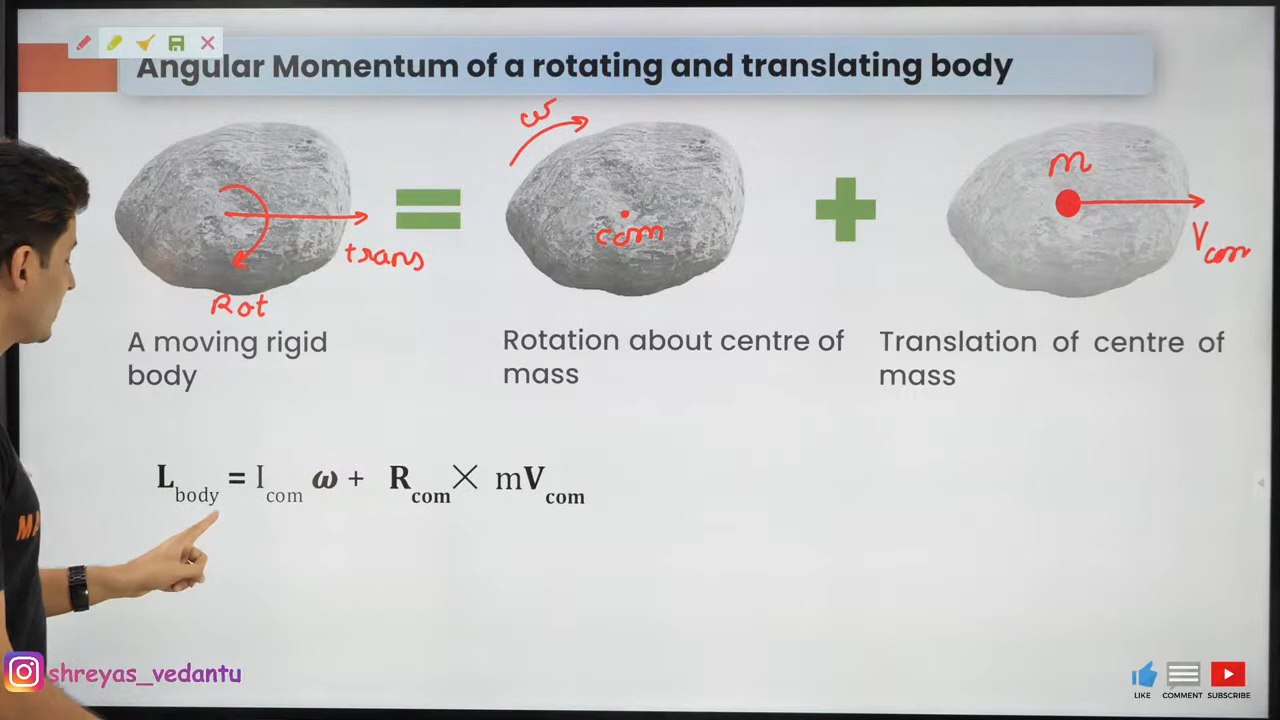 Angular Momentum of a rotating and translating body
ω
m
com
trans
Vcom
Rot
A moving rigid
body
Rotation about centre of
mass
Translation of centre of
mass
Lbody = Icom ω + Rcom × mVcom
MA
shreyas_vedantu
LIKE COMMENT SUBSCRIBE